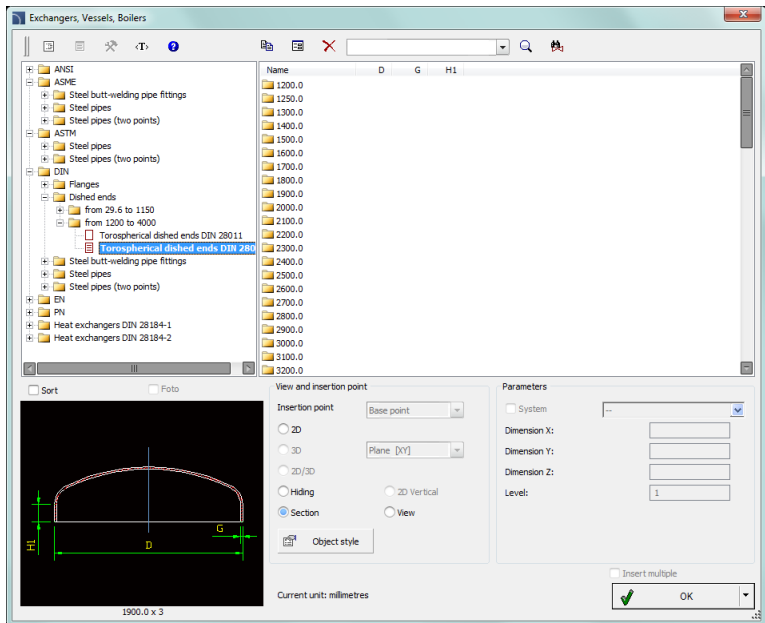 Exchangers, Vessels, Boilers
<T>
ANSI
ASME
Steel butt-welding pipe fittings
Steel pipes
Steel pipes (two points)
ASTM
Steel pipes
Steel pipes (two points)
DIN
Flanges
Dished ends
from 29.6 to 1150
from 1200 to 4000
Torospherical dished ends DIN 28011
Torospherical dished ends DIN 280
Steel butt-welding pipe fittings
Steel pipes
Steel pipes (two points)
EN
PN
Heat exchangers DIN 28184-1
Heat exchangers DIN 28184-2
Name D G H1
1200.0
1250.0
1300.0
1400.0
1500.0
1600.0
1700.0
1800.0
1900.0
2000.0
2100.0
2200.0
2300.0
2400.0
2500.0
2600.0
2700.0
2800.0
2900.0
3000.0
3100.0
3200.0
Sort Foto
H1 D G
1900.0 x 3
View and insertion point
Insertion point Base point
2D
3D Plane [XY]
2D/3D
Hiding 2D Vertical
Section View
Object style
Current unit: millimetres
Parameters
System --
Dimension X:
Dimension Y:
Dimension Z:
Level: 1
Insert multiple
OK